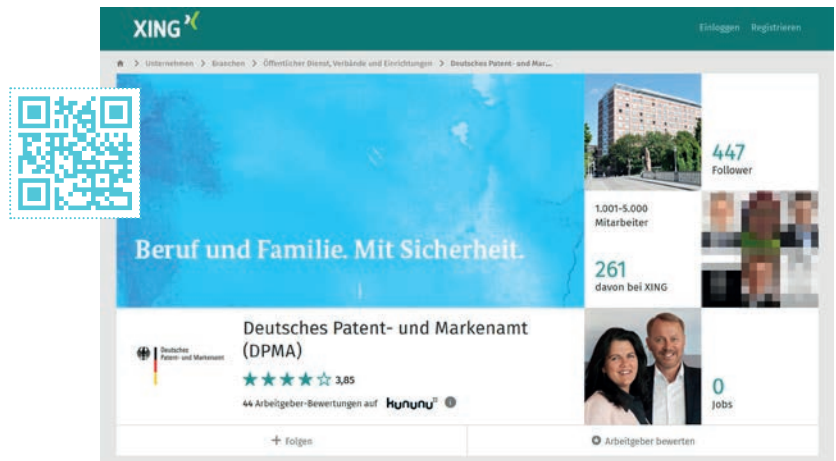 XING
Einloggen Registrieren
Unternehmen > Branchen > Öffentlicher Dienst, Verbände und Einrichtungen > Deutsches Patent- und Mar...
447
Follower
1.001-5.000
Mitarbeiter
Beruf und Familie. Mit Sicherheit.
261
davon bei XING
Deutsches
Patent- und Markenamt
Deutsches Patent- und Markenamt
(DPMA)
3,85
44 Arbeitgeber-Bewertungen auf kununu
0
Jobs
+ Folgen
Arbeitgeber bewerten